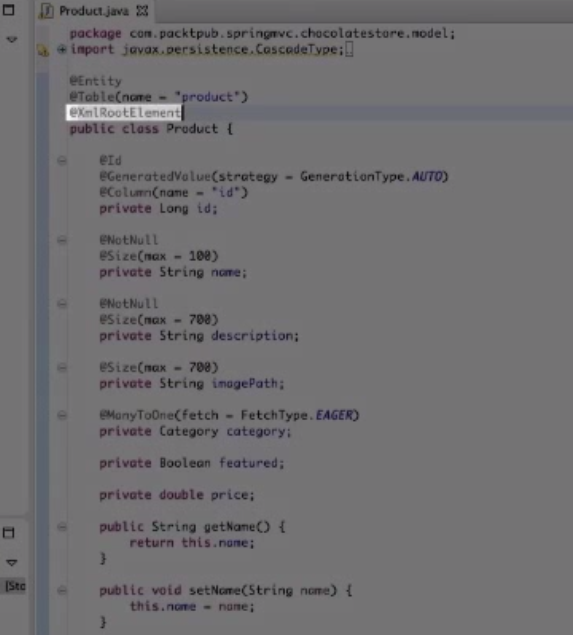 Product.java
package com.packtpub.springmvc.chocolatestore.model;
import javax.persistence.CascadeType;
@Entity
@Table(name = "product")
@XmlRootElement
public class Product {
@Id
@GeneratedValue(strategy = GenerationType.AUTO)
@Column(name = "id")
private Long id;
@NotNull
@Size(max = 100)
private String name;
@NotNull
@Size(max = 700)
private String description;
@Size(max = 700)
private String imagePath;
@ManyToOne(fetch = FetchType.EAGER)
private Category category;
private Boolean featured;
private double price;
public String getName() {
return this.name;
}
public void setName(String name) {
this.name = name;
}